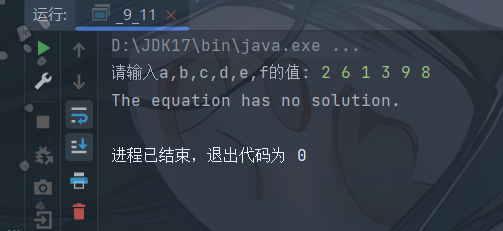 运行: _9_11
D:\JDK17\bin\java.exe ...
请输入a,b,c,d,e,f的值: 2 6 1 3 9 8
The equation has no solution.
进程已结束,退出代码为 0